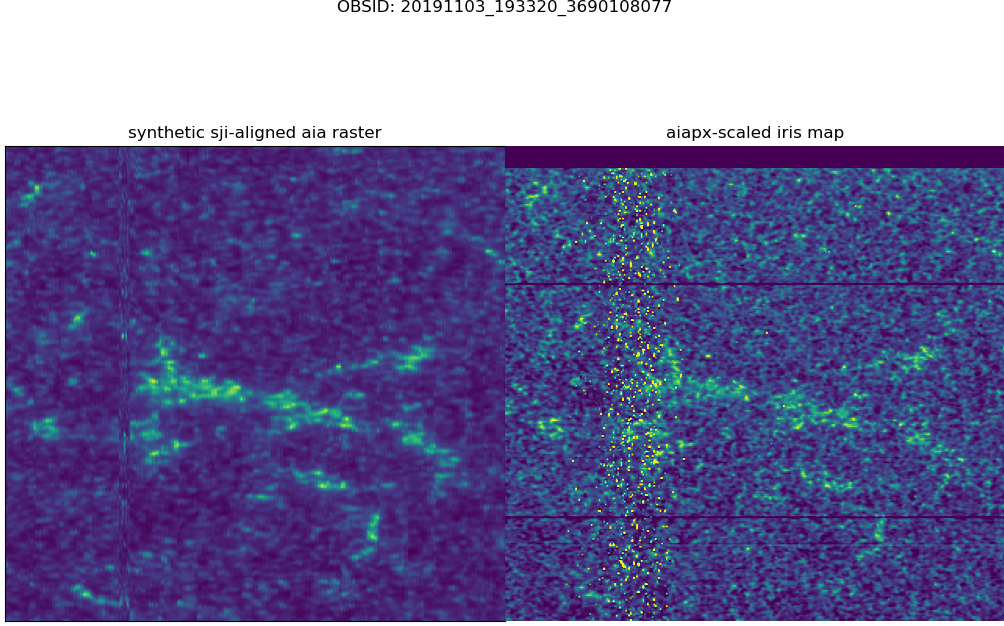 OBSID: 20191103_193320_3690108077
synthetic sji-aligned aia raster
aiapx-scaled iris map